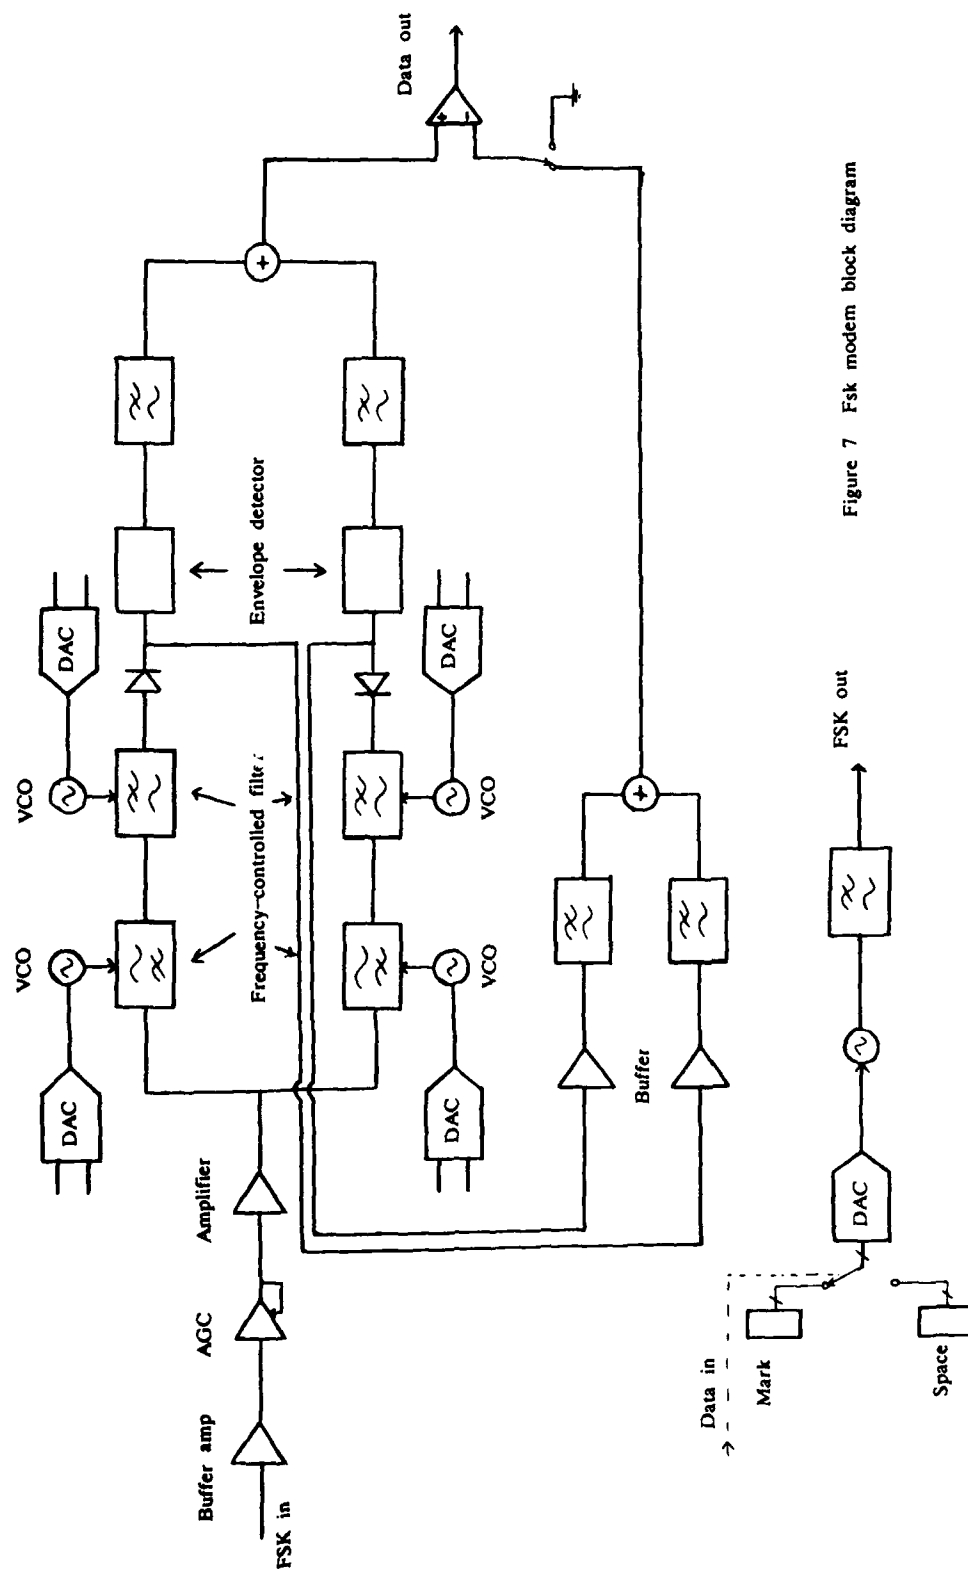 DAC
VCO
DAC
VCO
Envelope detector
Data out
+
+
-
Buffer amp
AGC
Amplifier
Frequency-controlled filter
FSK in
DAC
VCO
DAC
VCO
Buffer
+
Data in
Mark
Space
DAC
FSK out
Figure 7 Fsk modem block diagram